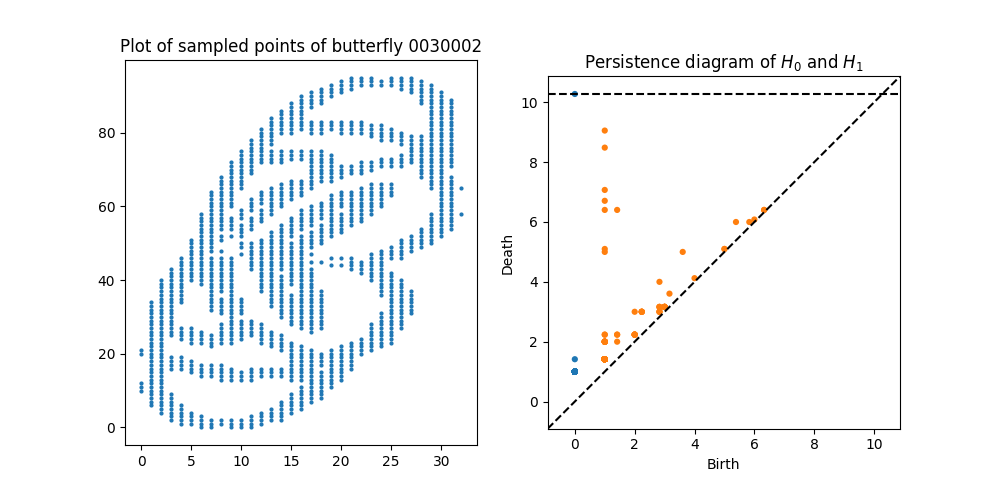 Plot of sampled points of butterfly 0030002
80
60
40
20
0
0 5 10 15 20 25 30
Persistence diagram of H₀ and H₁
10
8
6
4
2
0
Death
0 2 4 6 8 10
Birth